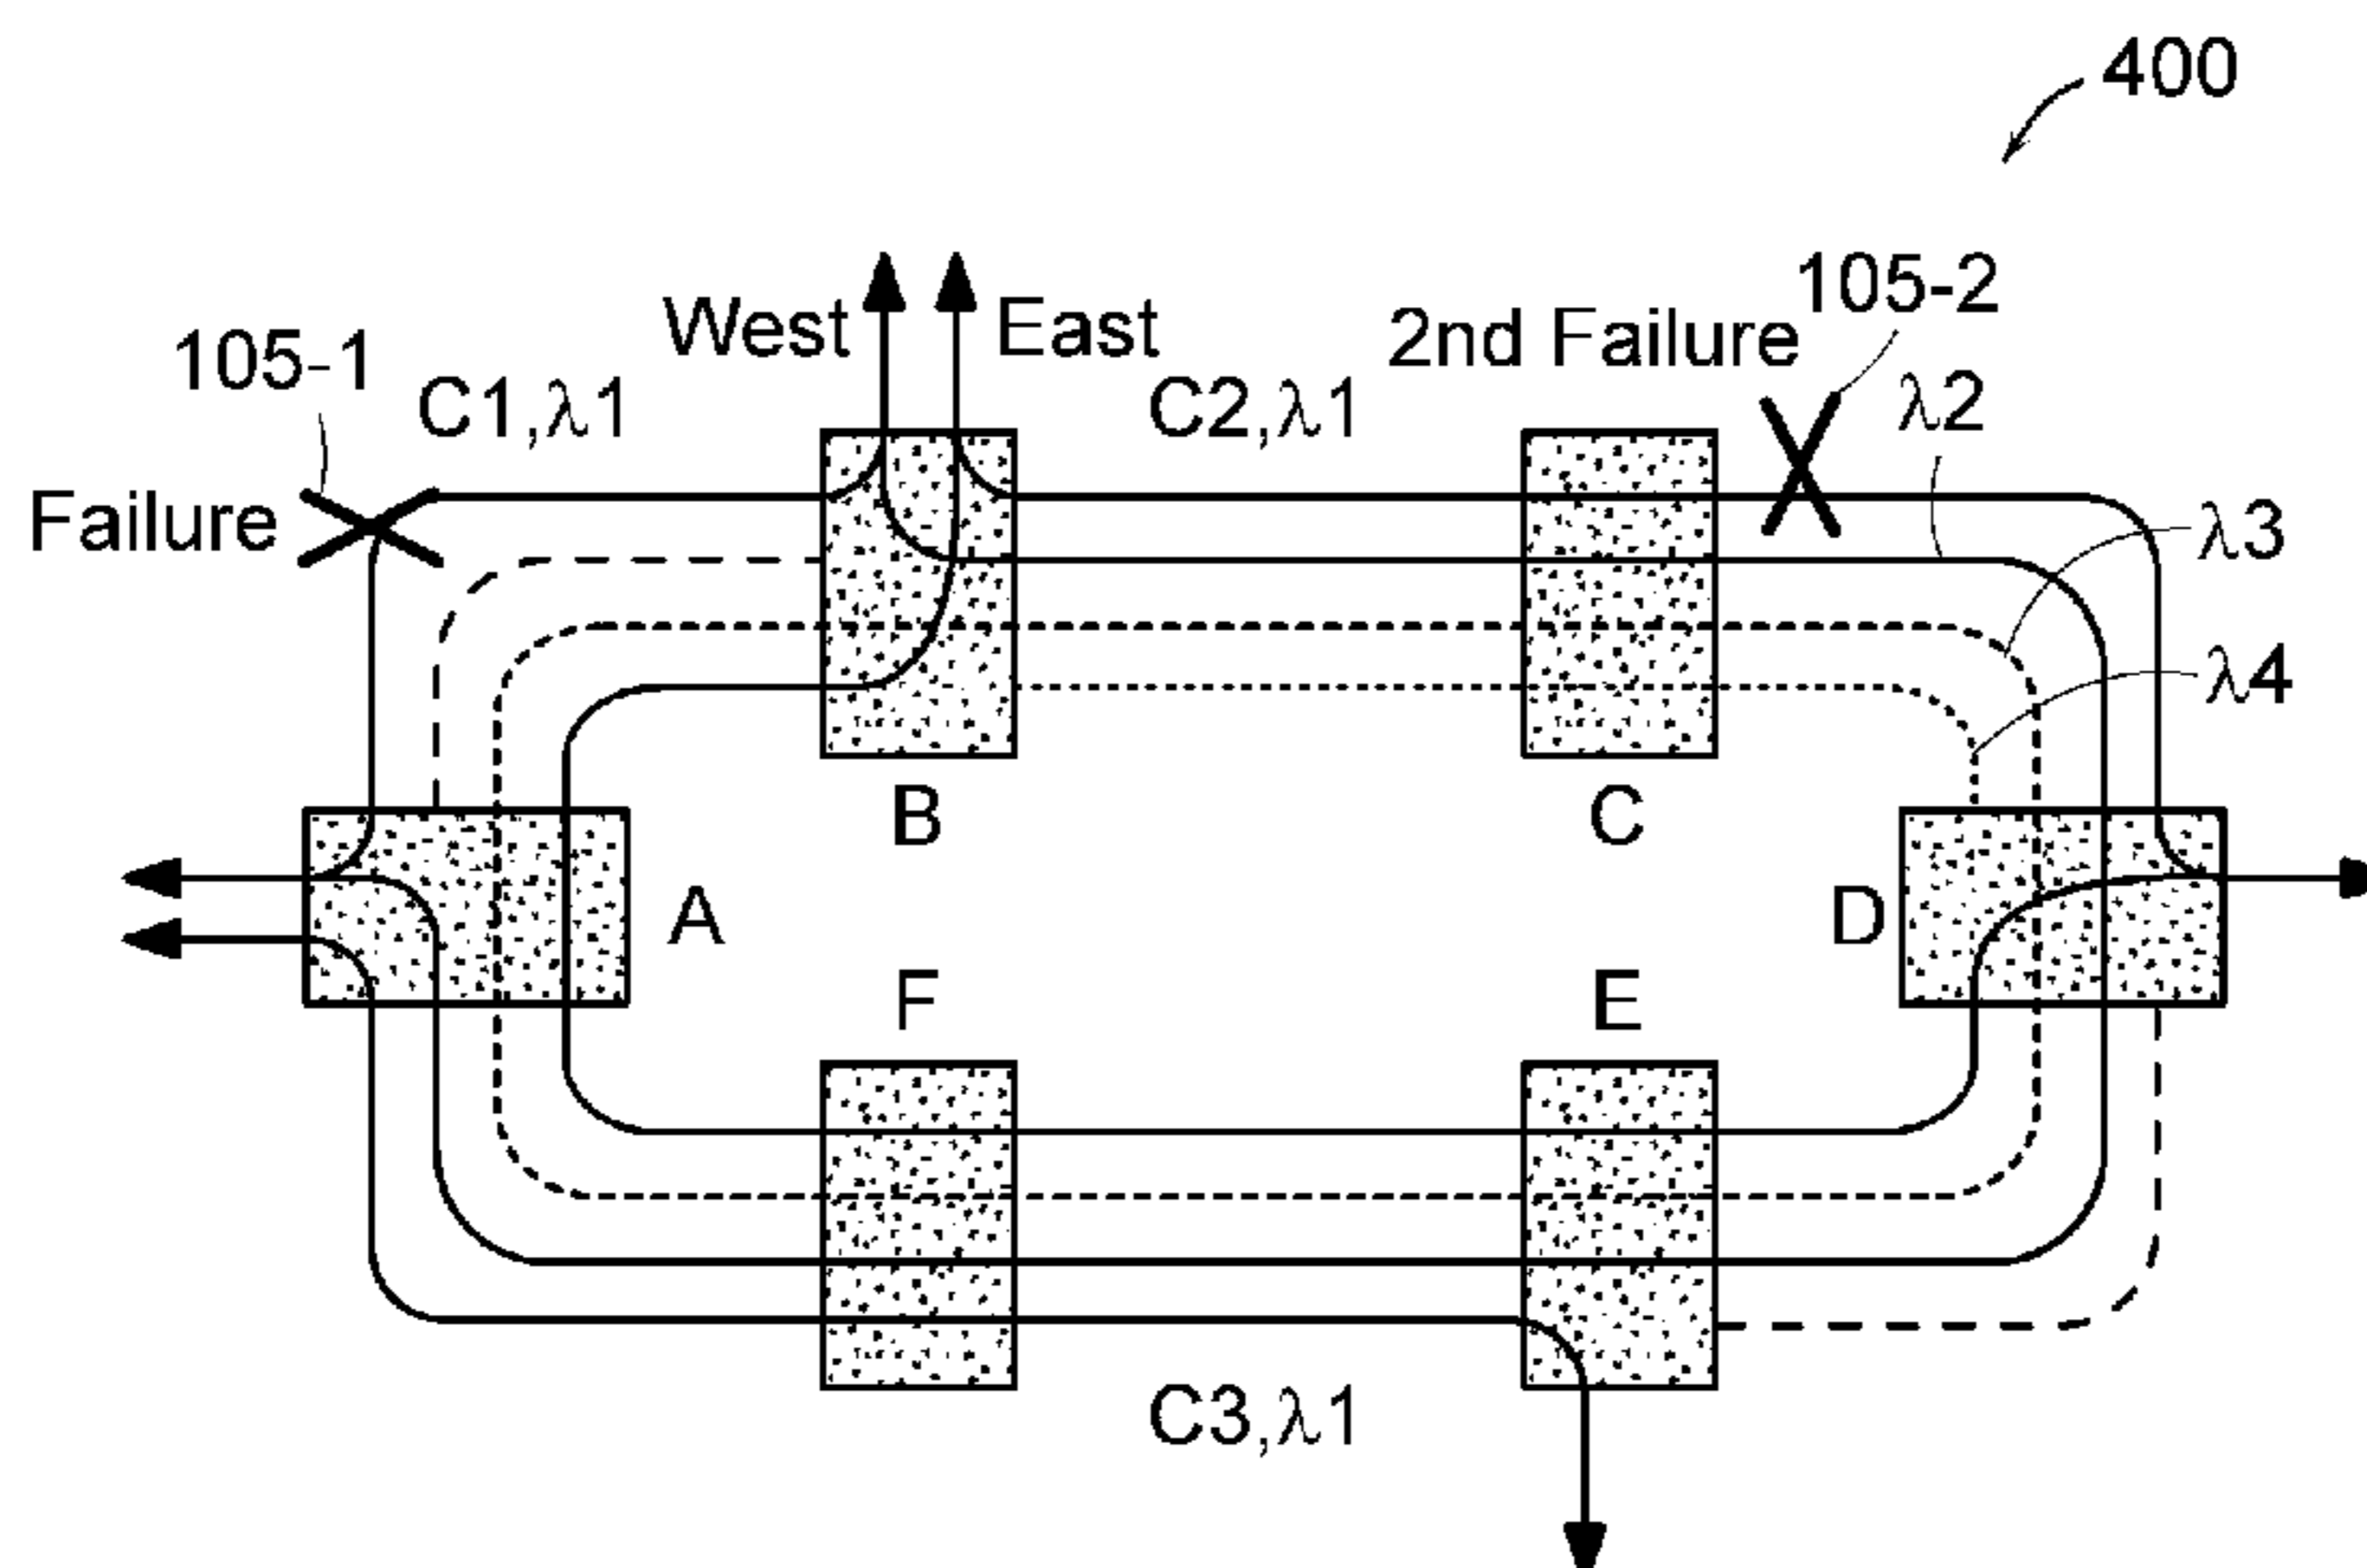 400
105-2
West
East
2nd Failure
105-1
C1,λ1
C2,λ1
λ2
Failure
λ3
λ4
B
C
A
D
F
E
C3,λ1